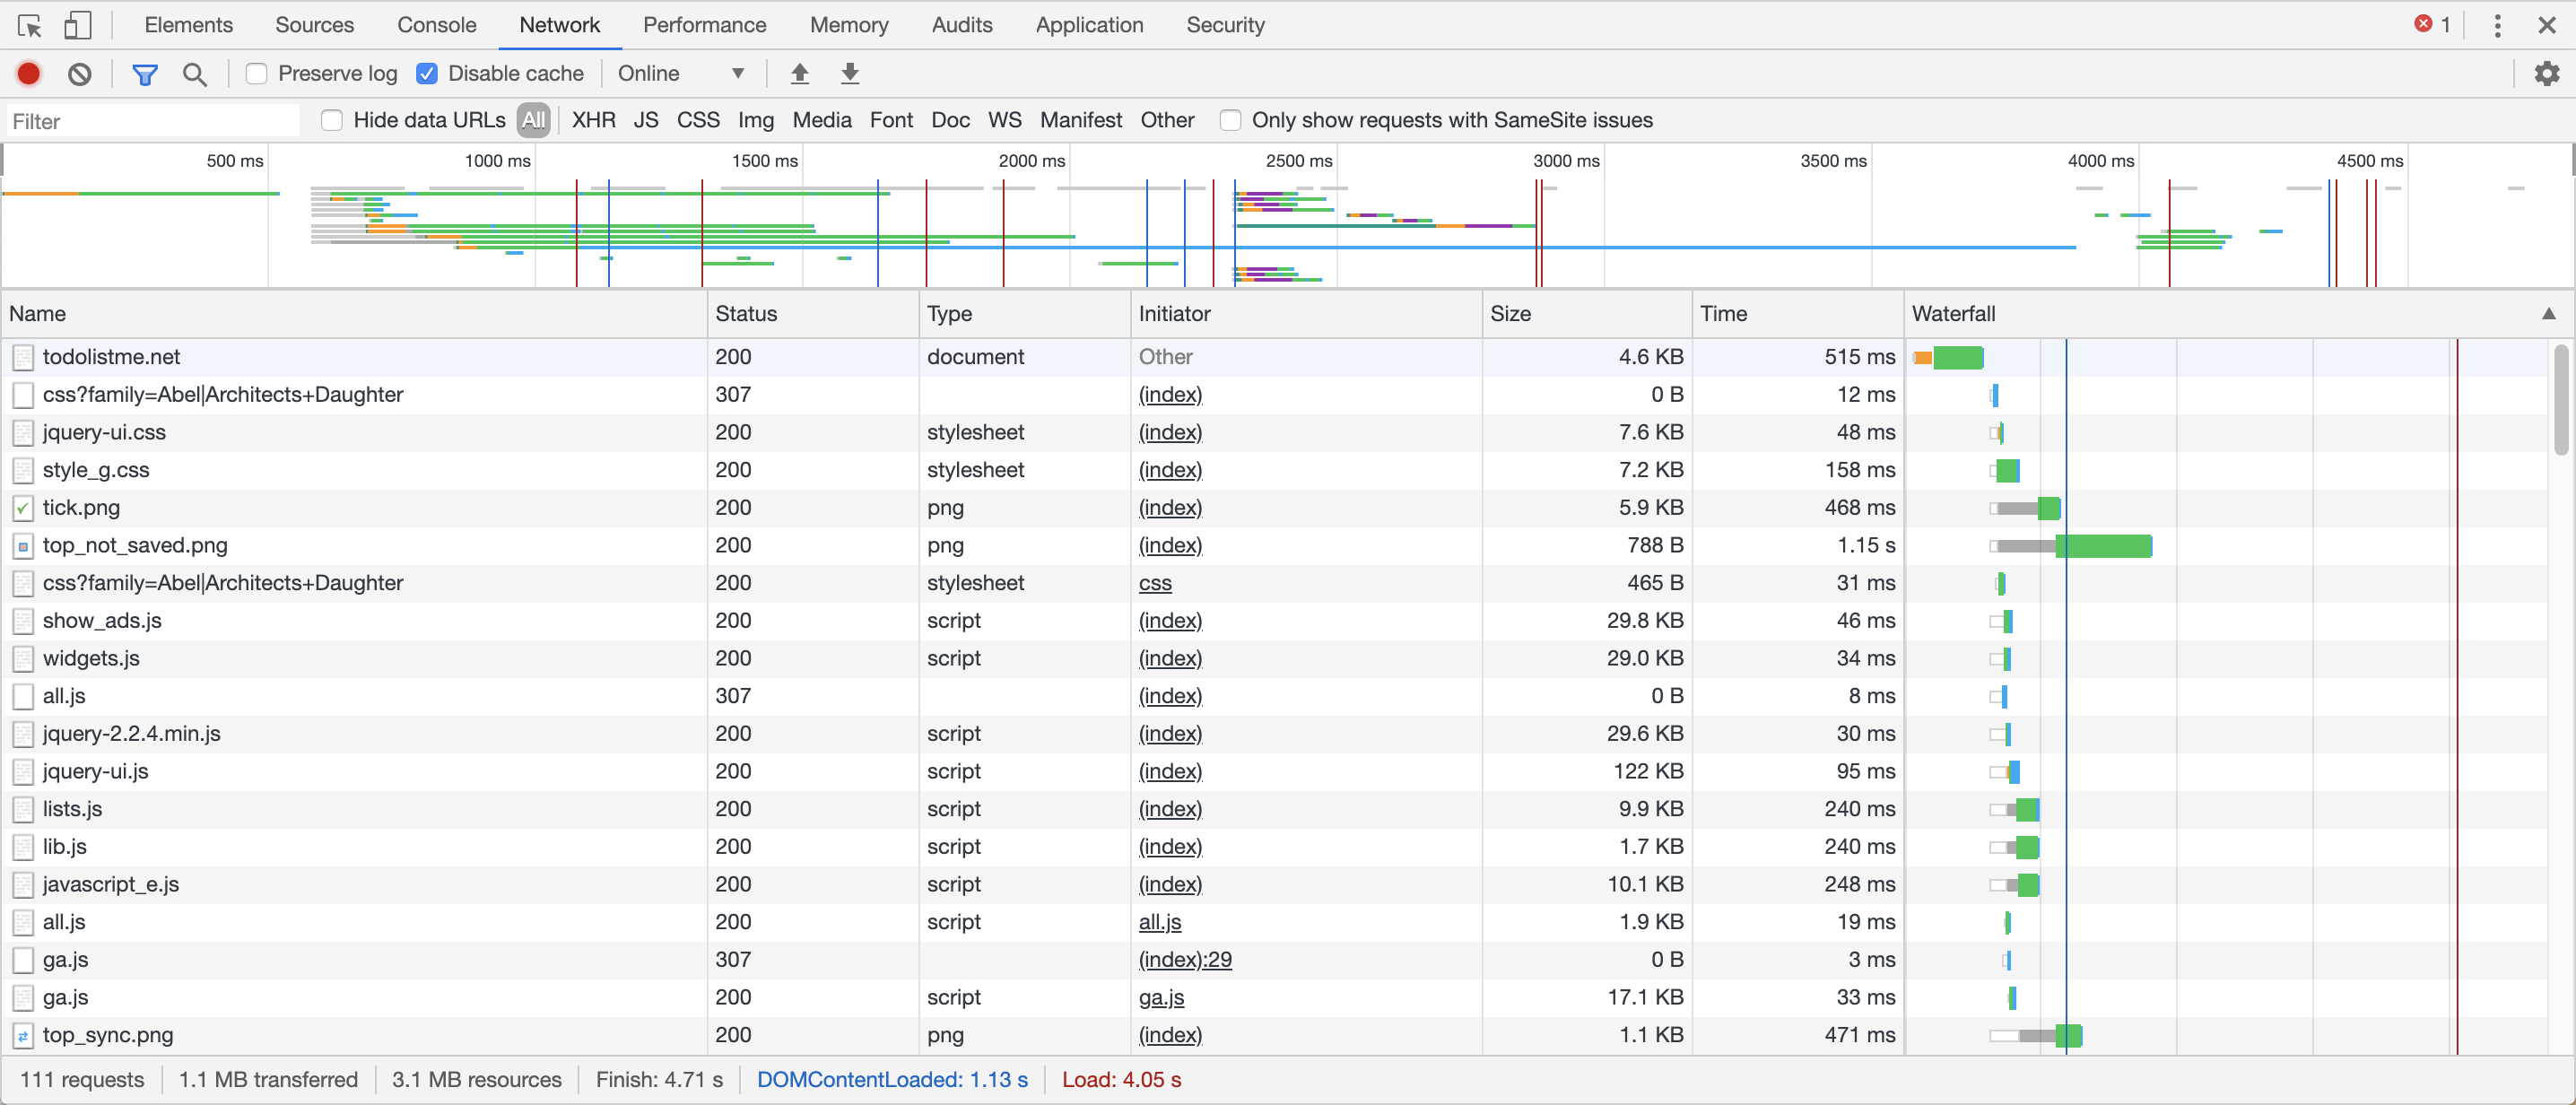 Elements Sources Console Network Performance Memory Audits Application Security 1
Preserve log Disable cache Online
Filter Hide data URLs All XHR JS CSS Img Media Font Doc WS Manifest Other Only show requests with SameSite issues
500 ms 1000 ms 1500 ms 2000 ms 2500 ms 3000 ms 3500 ms 4000 ms 4500 ms
Name Status Type Initiator Size Time Waterfall
todolistme.net 200 document Other 4.6 KB 515 ms
css?family=Abel|Architects+Daughter 307 (index) 0 B 12 ms
jquery-ui.css 200 stylesheet (index) 7.6 KB 48 ms
style_g.css 200 stylesheet (index) 7.2 KB 158 ms
tick.png 200 png (index) 5.9 KB 468 ms
top_not_saved.png 200 png (index) 788 B 1.15 s
css?family=Abel|Architects+Daughter 200 stylesheet css 465 B 31 ms
show_ads.js 200 script (index) 29.8 KB 46 ms
widgets.js 200 script (index) 29.0 KB 34 ms
all.js 307 (index) 0 B 8 ms
jquery-2.2.4.min.js 200 script (index) 29.6 KB 30 ms
jquery-ui.js 200 script (index) 122 KB 95 ms
lists.js 200 script (index) 9.9 KB 240 ms
lib.js 200 script (index) 1.7 KB 240 ms
javascript_e.js 200 script (index) 10.1 KB 248 ms
all.js 200 script all.js 1.9 KB 19 ms
ga.js 307 (index):29 0 B 3 ms
ga.js 200 script ga.js 17.1 KB 33 ms
top_sync.png 200 png (index) 1.1 KB 471 ms
111 requests 1.1 MB transferred 3.1 MB resources Finish: 4.71 s DOMContentLoaded: 1.13 s Load: 4.05 s